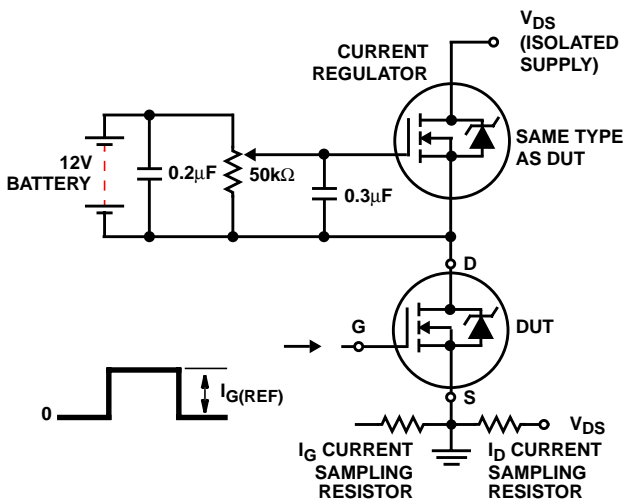 V_DS
(ISOLATED
SUPPLY)
CURRENT
REGULATOR
SAME TYPE
AS DUT
12V
BATTERY
0.2μF
50kΩ
0.3μF
D
DUT
G
I_G(REF)
0
S
V_DS
I_G CURRENT
SAMPLING
RESISTOR
I_D CURRENT
SAMPLING
RESISTOR